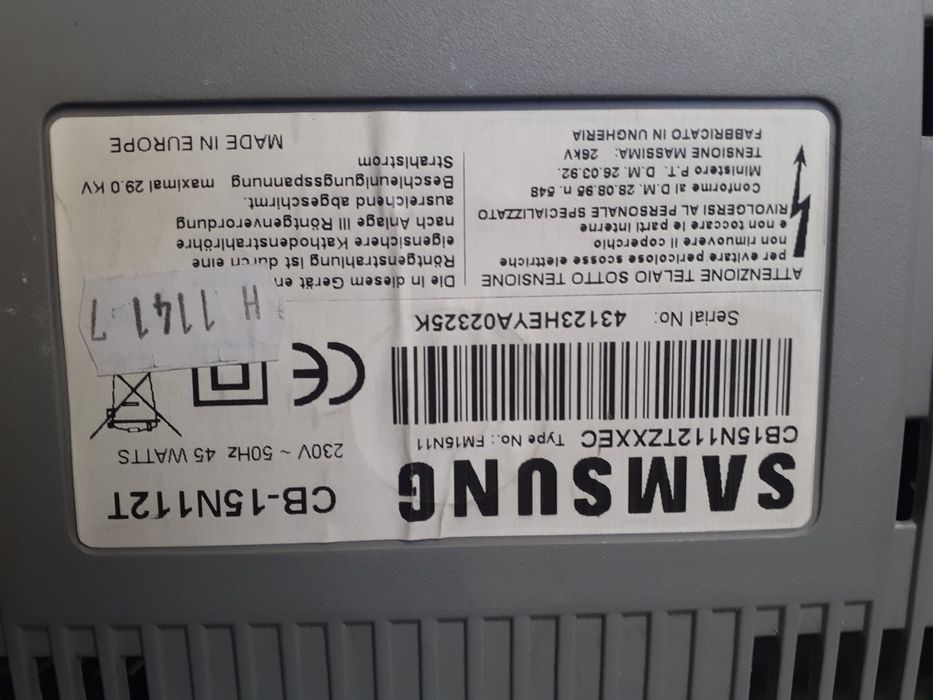 SAMSUNG
CB-15N112T
CB15N112TZXXEC Type No.: FM15N11
230V ~ 50Hz 45 WATTS
CE
Serial No: 43123HEYA02325K
H 1141 7
ATTENZIONE TELAIO SOTTO TENSIONE
per evitare pericolose scosse elettriche
non rimuovere il coperchio
e non toccare le parti interne
RIVOLGERSI AL PERSONALE SPECIALIZZATO
Conforme al D.M. 28.08.95 n. 548
Ministero P.T. D.M. 26.03.92.
TENSIONE MASSIMA: 26kV
FABBRICATO IN UNGHERIA
Die in diesem Gerät en
Röntgenstrahlung ist durch eine
eigensichere Kathodenstrahlröhre
nach Anlage III Röntgenverordnung
ausreichend abgeschirmt.
Beschleunigungsspannung maximal 29.0 KV
Strahlstrom
MADE IN EUROPE